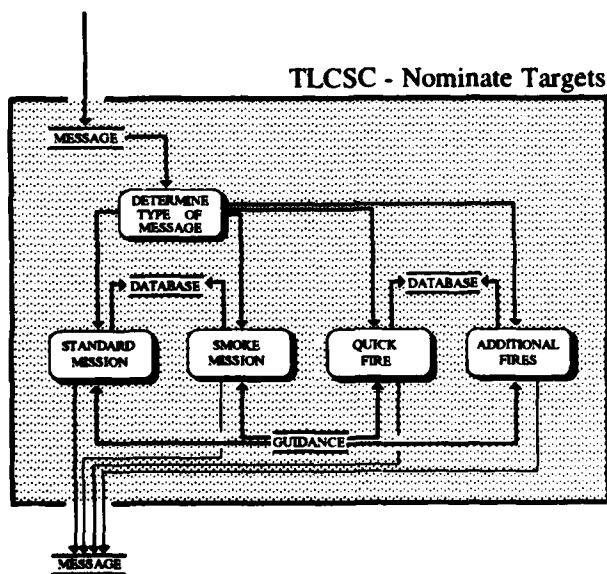 TLCSC - Nominate Targets
MESSAGE
DETERMINE
TYPE OF
MESSAGE
DATABASE
DATABASE
STANDARD
MISSION
SMOKE
MISSION
QUICK
FIRE
ADDITIONAL
FIRES
GUIDANCE
MESSAGE